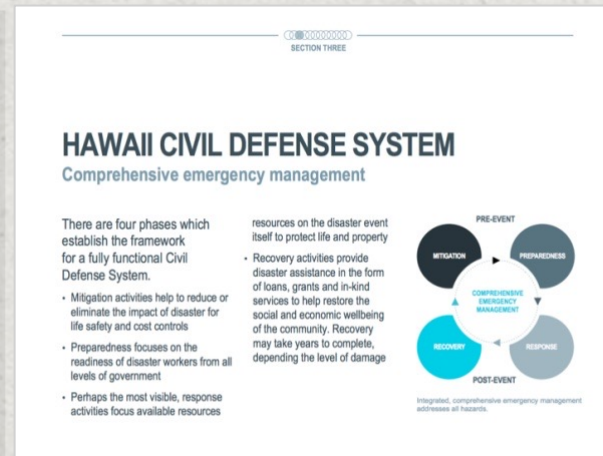 SECTION THREE
HAWAII CIVIL DEFENSE SYSTEM
Comprehensive emergency management
There are four phases which
establish the framework
for a fully functional Civil
Defense System.
• Mitigation activities help to reduce or
eliminate the impact of disaster for
life safety and cost controls
• Preparedness focuses on the
readiness of disaster workers from all
levels of government
• Perhaps the most visible, response
activities focus available resources
resources on the disaster event
itself to protect life and property
• Recovery activities provide
disaster assistance in the form
of loans, grants and in-kind
services to help restore the
social and economic wellbeing
of the community. Recovery
may take years to complete,
depending the level of damage
PRE-EVENT
MITIGATION
PREPAREDNESS
COMPREHENSIVE
EMERGENCY
MANAGEMENT
RECOVERY
RESPONSE
POST-EVENT
Integrated, comprehensive emergency management
addresses all hazards.